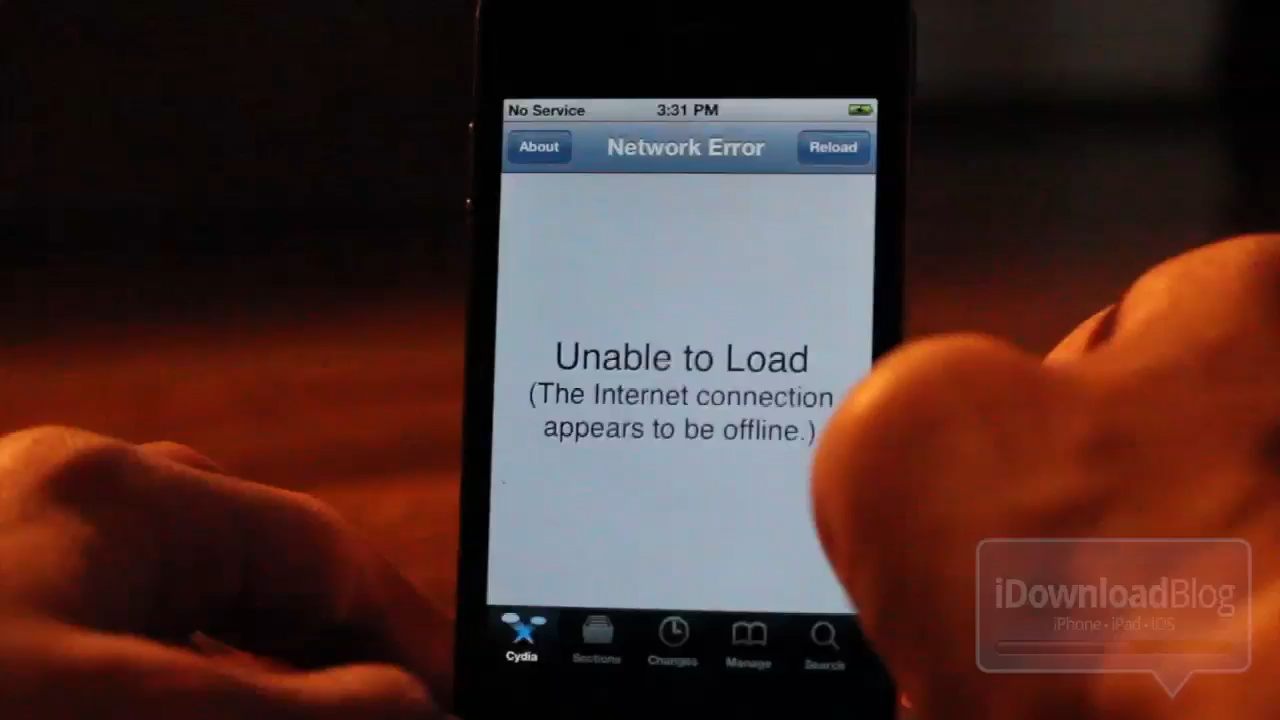 No Service 3:31 PM
About Network Error Reload
Unable to Load
(The Internet connection
appears to be offline.)
Cydia Sections Changes Manage Search
iDownloadBlog
iPhone • iPad • iOS